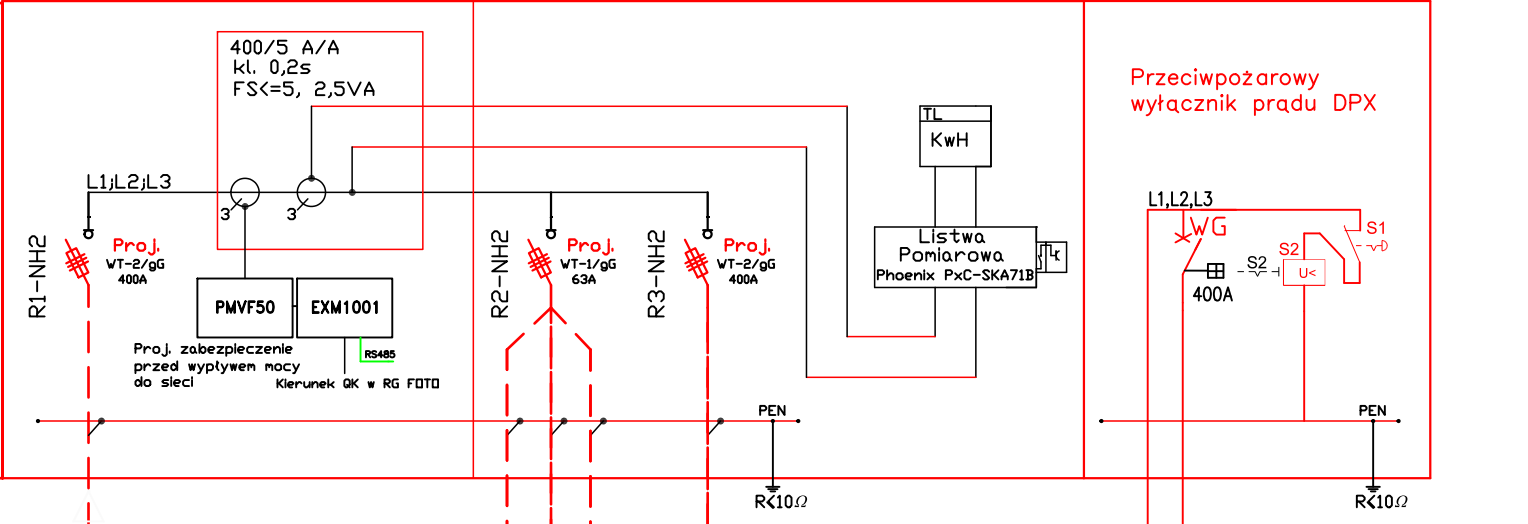 400/5 A/A
kl. 0,2s
FS<=5, 2,5VA
L1;L2;L3
3
3
R1-NH2
Proj.
WT-2/gG
400A
PMVF50
EXM1001
RS485
Proj. zabezpieczenie
przed wypływem mocy
do sieci
Kierunek QK w RG FOTO
R2-NH2
Proj.
WT-1/gG
63A
R3-NH2
Proj.
WT-2/gG
400A
TL
KwH
Listwa
Pomiarowa
Phoenix PxC-SKA71B
PEN
R<10Ω
Przeciwpożarowy
wyłącznik prądu DPX
L1,L2,L3
WG
400A
S2
S2
U<
S1
PEN
R<10Ω